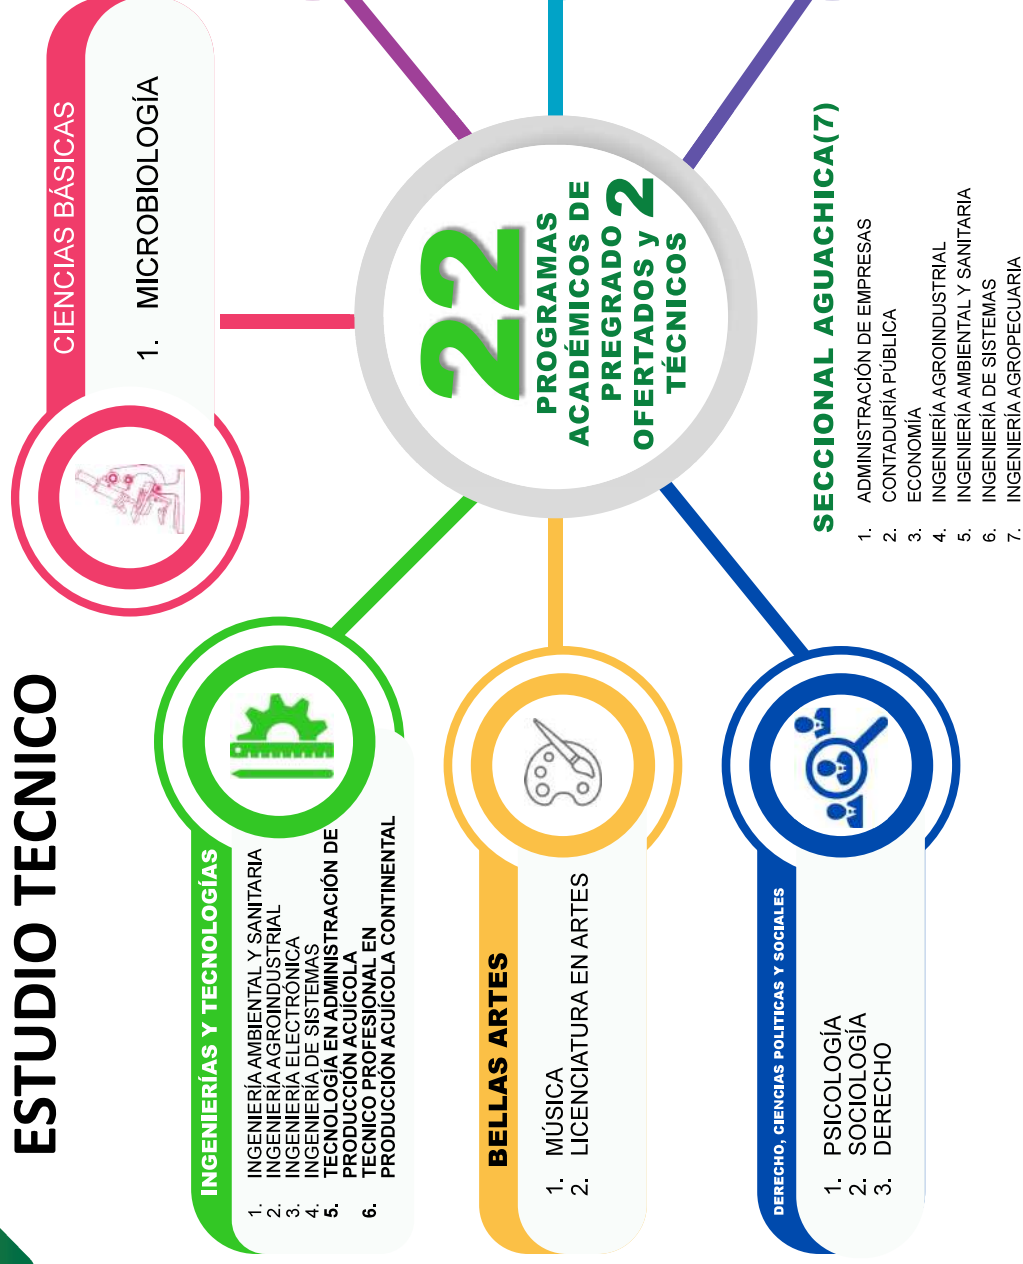 ESTUDIO TECNICO
CIENCIAS BÁSICAS
1. MICROBIOLOGÍA
INGENIERÍAS Y TECNOLOGÍAS
1. INGENIERÍA AMBIENTAL Y SANITARIA
2. INGENIERÍA AGROINDUSTRIAL
3. INGENIERÍA ELECTRÓNICA
4. INGENIERÍA DE SISTEMAS
5. TECNOLOGÍA EN ADMINISTRACIÓN DE
PRODUCCIÓN ACUÍCOLA
6. TECNICO PROFESIONAL EN
PRODUCCIÓN ACUÍCOLA CONTINENTAL
22
PROGRAMAS
ACADÉMICOS DE
PREGRADO
OFERTADOS y 2
TÉCNICOS
BELLAS ARTES
1. MÚSICA
2. LICENCIATURA EN ARTES
DERECHO, CIENCIAS POLITICAS Y SOCIALES
1. PSICOLOGÍA
2. SOCIOLOGÍA
3. DERECHO
SECCIONAL AGUACHICA(7)
1. ADMINISTRACIÓN DE EMPRESAS
2. CONTADURÍA PÚBLICA
3. ECONOMÍA
4. INGENIERÍA AGROINDUSTRIAL
5. INGENIERÍA AMBIENTAL Y SANITARIA
6. INGENIERÍA DE SISTEMAS
7. INGENIERÍA AGROPECUARIA